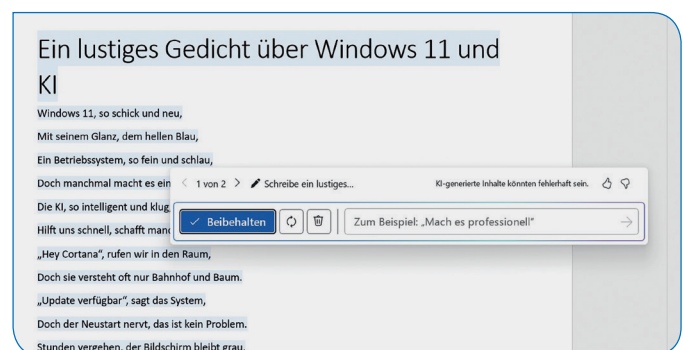 Ein lustiges Gedicht über Windows 11 und
KI
Windows 11, so schick und neu,
Mit seinem Glanz, dem hellen Blau,
Ein Betriebssystem, so fein und schlau,
Doch manchmal macht es ein
1 von 2 Schreibe ein lustiges... KI-generierte Inhalte könnten fehlerhaft sein.
Die KI, so intelligent und klug
Beibehalten Zum Beispiel: „Mach es professionell“
Hilft uns schnell, schafft
„Hey Cortana“, rufen wir in den Raum,
Doch sie versteht oft nur Bahnhof und Baum.
„Update verfügbar“, sagt das System,
Doch der Neustart nervt, das ist kein Problem.
Stunden vergehen, der Bildschirm bleibt grau,